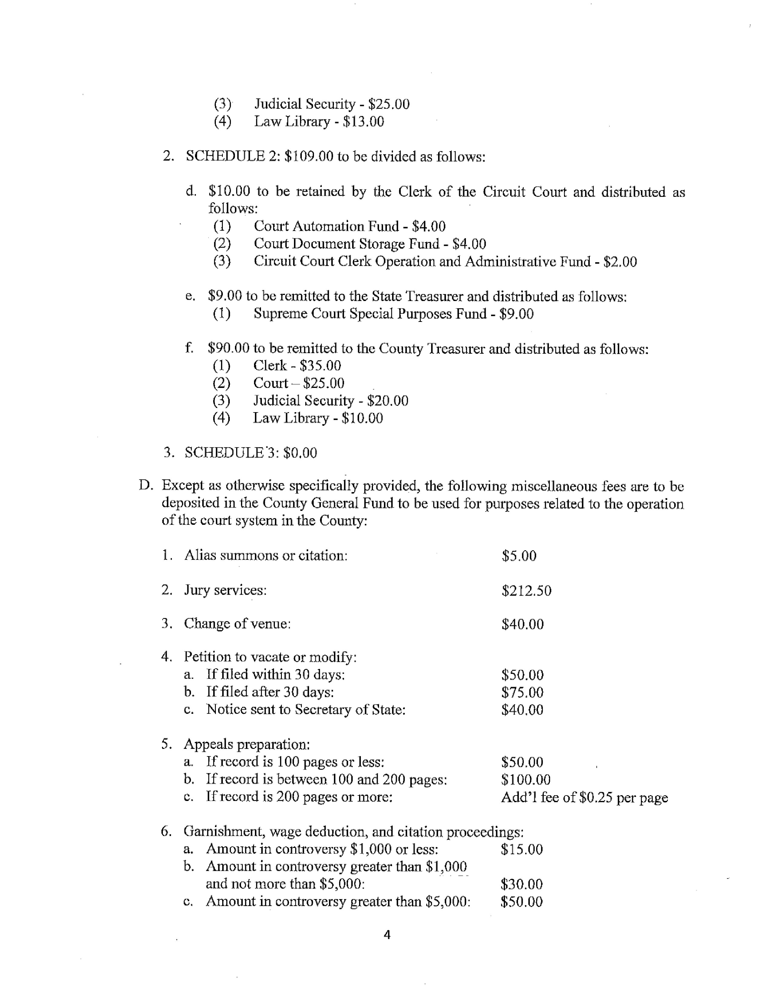 (3) Judicial Security - $25.00
(4) Law Library - $13.00
2. SCHEDULE 2: $109.00 to be divided as follows:
d. $10.00 to be retained by the Clerk of the Circuit Court and distributed as
follows:
(1) Court Automation Fund - $4.00
(2) Court Document Storage Fund - $4.00
(3) Circuit Court Clerk Operation and Administrative Fund - $2.00
e. $9.00 to be remitted to the State Treasurer and distributed as follows:
(1) Supreme Court Special Purposes Fund - $9.00
f. $90.00 to be remitted to the County Treasurer and distributed as follows:
(1) Clerk - $35.00
(2) Court – $25.00
(3) Judicial Security - $20.00
(4) Law Library - $10.00
3. SCHEDULE 3: $0.00
D. Except as otherwise specifically provided, the following miscellaneous fees are to be
deposited in the County General Fund to be used for purposes related to the operation
of the court system in the County:
1. Alias summons or citation: $5.00
2. Jury services: $212.50
3. Change of venue: $40.00
4. Petition to vacate or modify:
a. If filed within 30 days: $50.00
b. If filed after 30 days: $75.00
c. Notice sent to Secretary of State: $40.00
5. Appeals preparation:
a. If record is 100 pages or less: $50.00
b. If record is between 100 and 200 pages: $100.00
c. If record is 200 pages or more: Add'l fee of $0.25 per page
6. Garnishment, wage deduction, and citation proceedings:
a. Amount in controversy $1,000 or less: $15.00
b. Amount in controversy greater than $1,000
and not more than $5,000: $30.00
c. Amount in controversy greater than $5,000: $50.00
4